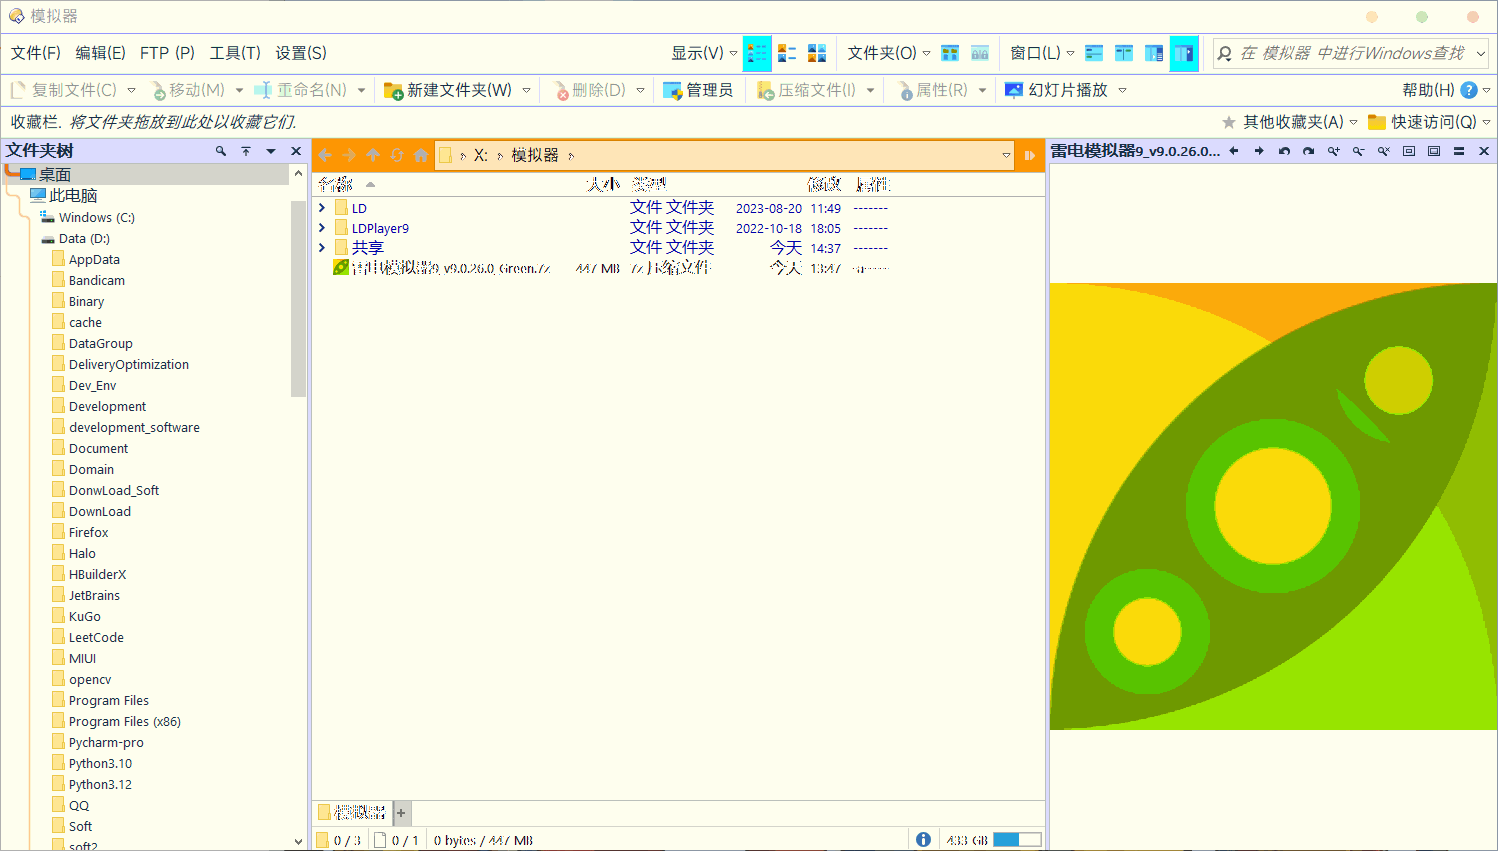 模拟器
文件(F) 编辑(E) FTP (P) 工具(T) 设置(S) 显示(V) 文件夹(O) 窗口(L) 在 模拟器 中进行Windows查找
复制文件(C) 移动(M) 重命名(N) 新建文件夹(W) 删除(D) 管理员 压缩文件(I) 属性(R) 幻灯片播放 帮助(H)
收藏栏. 将文件夹拖放到此处以收藏它们. 其他收藏夹(A) 快速访问(Q)
文件夹树
桌面
此电脑
Windows (C:)
Data (D:)
AppData
Bandicam
Binary
cache
DataGroup
DeliveryOptimization
Dev_Env
Development
development_software
Document
Domain
DonwLoad_Soft
DownLoad
Firefox
Halo
HBuilderX
JetBrains
KuGo
LeetCode
MIUI
opencv
Program Files
Program Files (x86)
Pycharm-pro
Python3.10
Python3.12
QQ
Soft
soft2
X: 模拟器
名称 大小 类型 修改 属性
LD 文件 文件夹 2023-08-20 11:49 -------
LDPlayer9 文件 文件夹 2022-10-18 18:05 -------
共享 文件 文件夹 今天 14:37 -------
雷电模拟器9_v9.0.26.0_Green.7z 447 MB 7z 压缩文件 今天 13:47 -a-----
模拟器 +
0 / 3 0 / 1 0 bytes / 447 MB 433 GB
雷电模拟器9_v9.0.26.0...